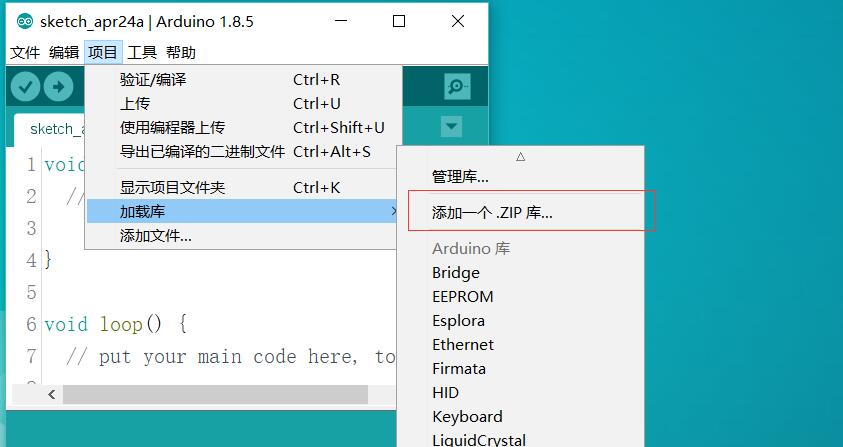 sketch_apr24a | Arduino 1.8.5
文件 编辑 项目 工具 帮助
验证/编译 Ctrl+R
上传 Ctrl+U
使用编程器上传 Ctrl+Shift+U
导出已编译的二进制文件 Ctrl+Alt+S
显示项目文件夹 Ctrl+K
加载库
添加文件...
管理库...
添加一个 .ZIP 库...
Arduino 库
Bridge
EEPROM
Esplora
Ethernet
Firmata
HID
Keyboard
LiquidCrystal
sketch_a
1 void
2 //
3
4 }
5
6 void loop() {
7 // put your main code here, to